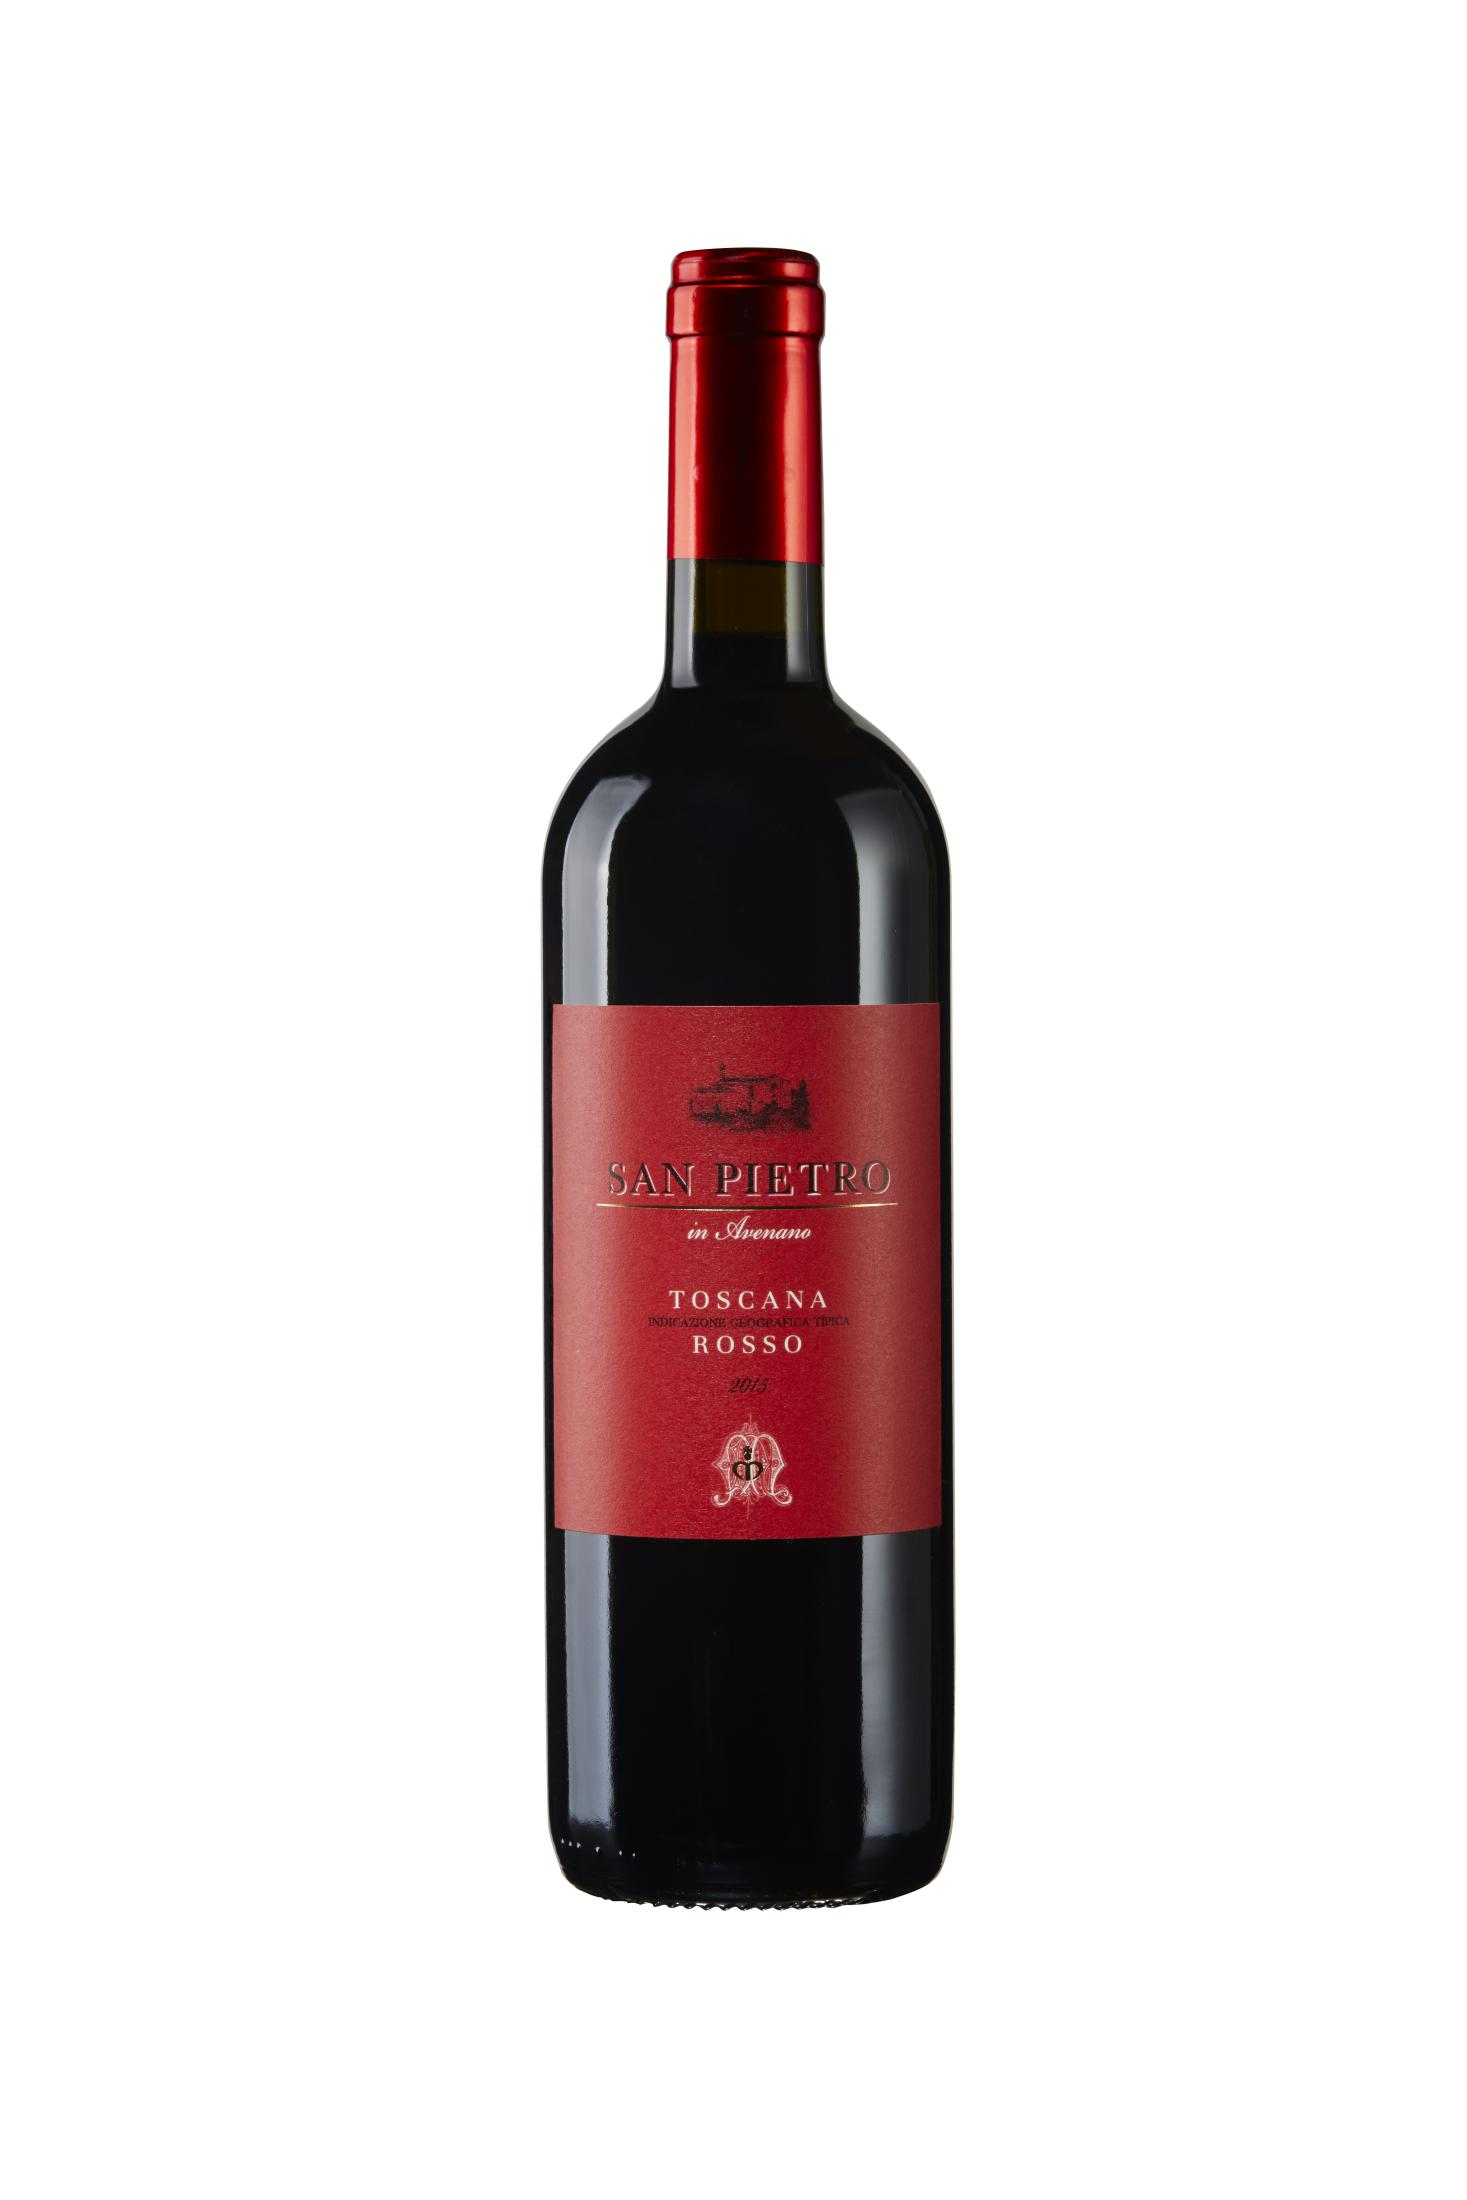 SAN PIETRO
in Avenano
TOSCANA
INDICAZIONE GEOGRAFICA TIPICA
ROSSO
2015